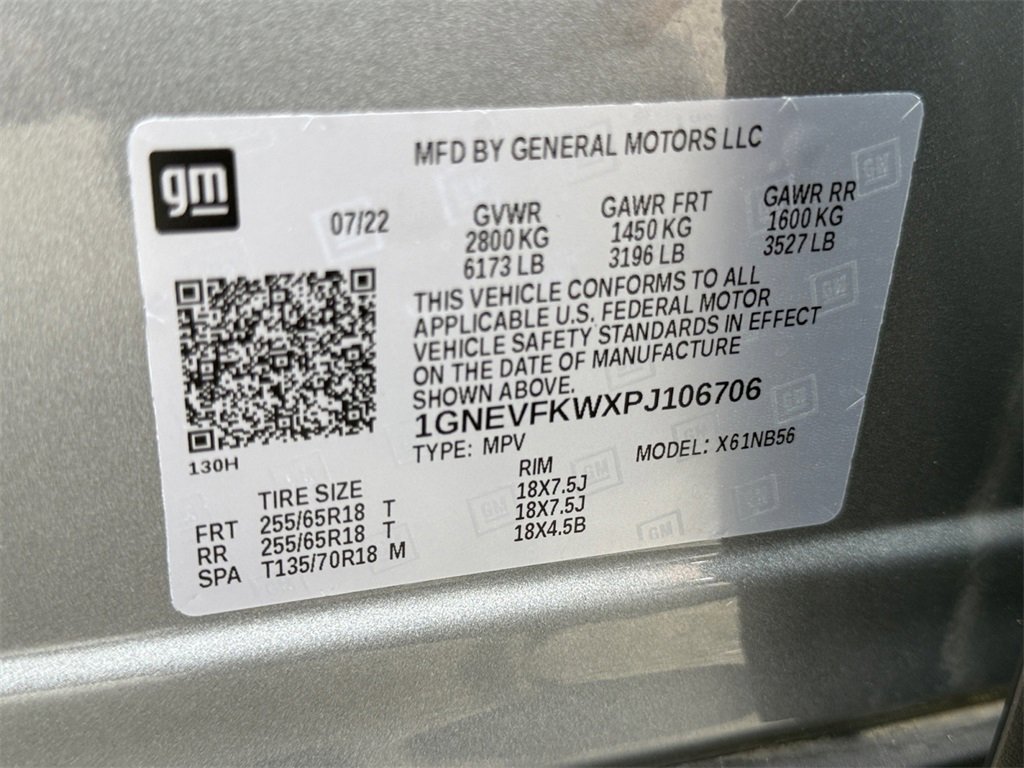 gm
MFD BY GENERAL MOTORS LLC
07/22
GVWR
2800 KG
6173 LB
GAWR FRT
1450 KG
3196 LB
GAWR RR
1600 KG
3527 LB
THIS VEHICLE CONFORMS TO ALL
APPLICABLE U.S. FEDERAL MOTOR
VEHICLE SAFETY STANDARDS IN EFFECT
ON THE DATE OF MANUFACTURE
SHOWN ABOVE.
1GNEVFKWXPJ106706
TYPE: MPV MODEL: X61NB56
130H
TIRE SIZE RIM
FRT 255/65R18 T 18X7.5J
RR 255/65R18 T 18X7.5J
SPA T135/70R18 M 18X4.5B